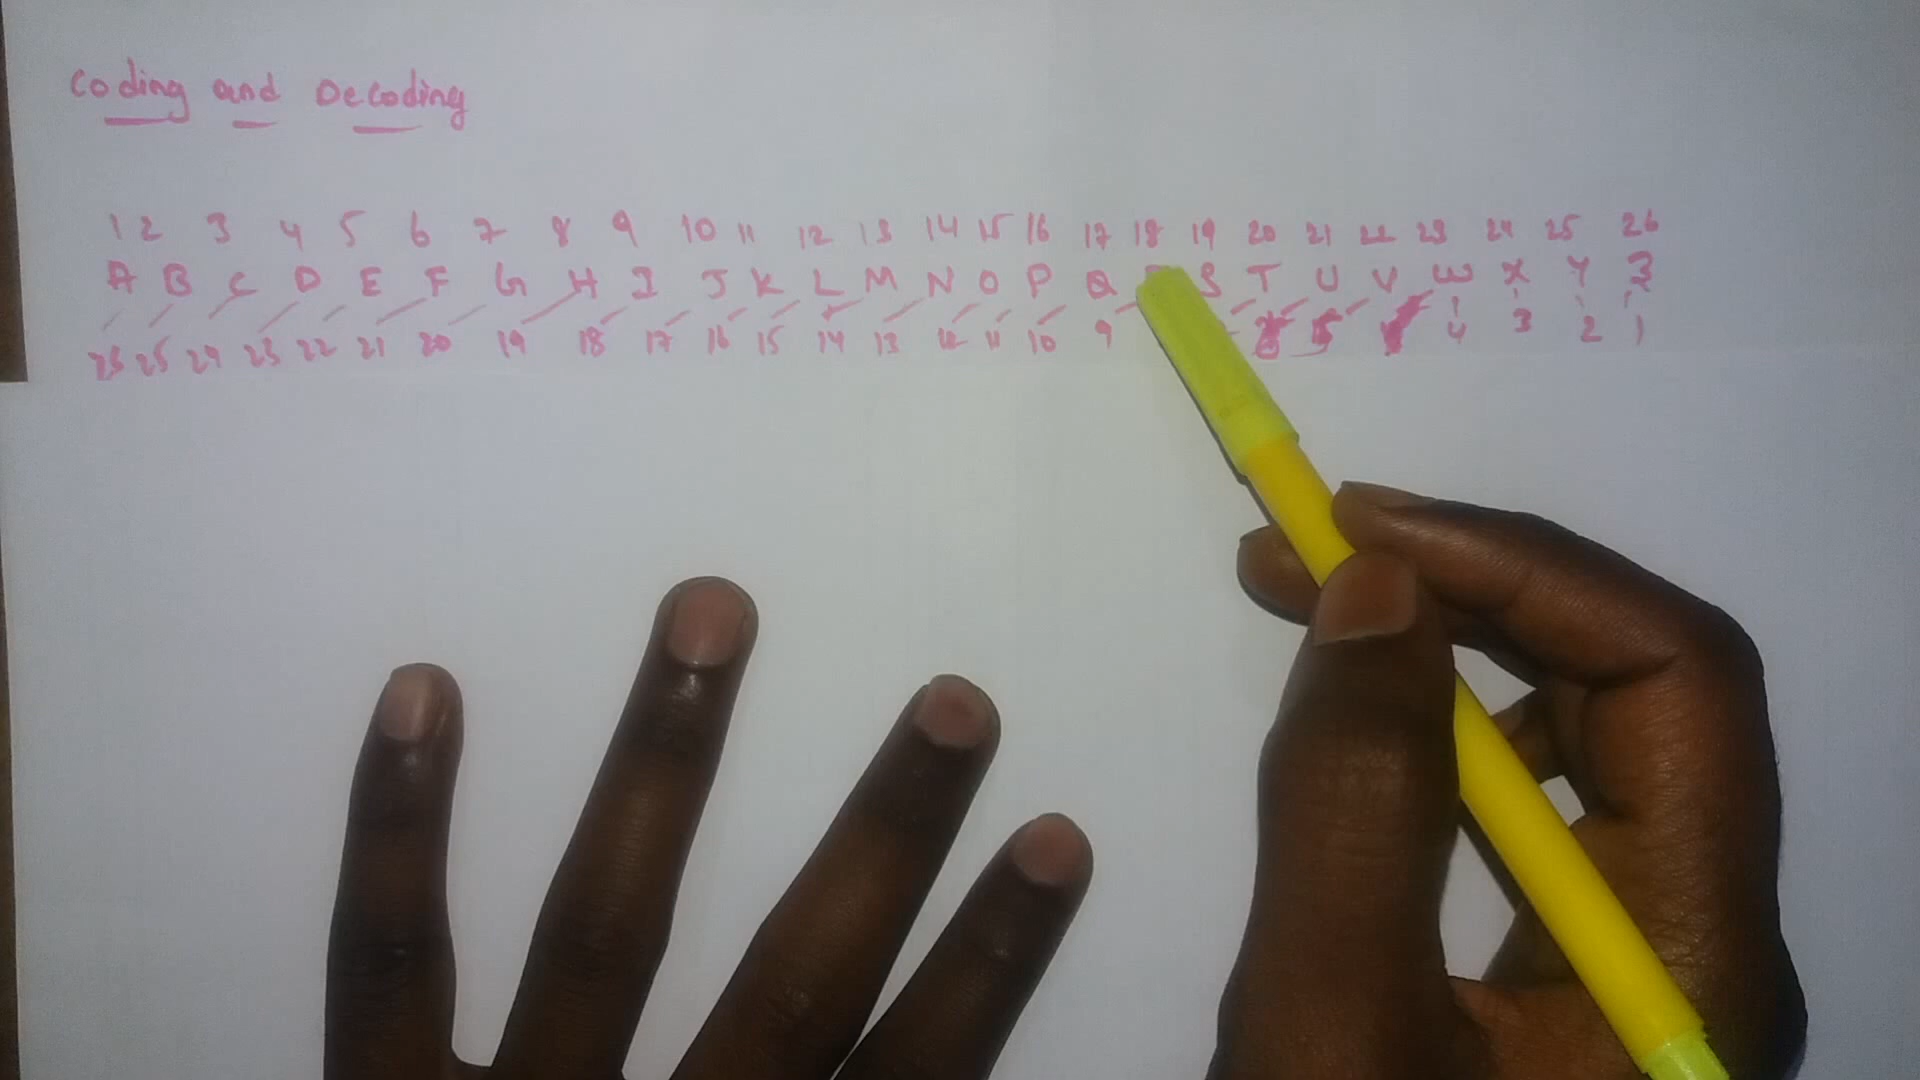 Coding and Decoding
1 2 3 4 5 6 7 8 9 10 11 12 13 14 15 16 17 18 19 20 21 22 23 24 25 26
A B C D E F G H I J K L M N O P Q S T U V W X Y Z
26 25 24 23 22 21 20 19 18 17 16 15 14 13 12 11 10 9 5 4 3 2 1